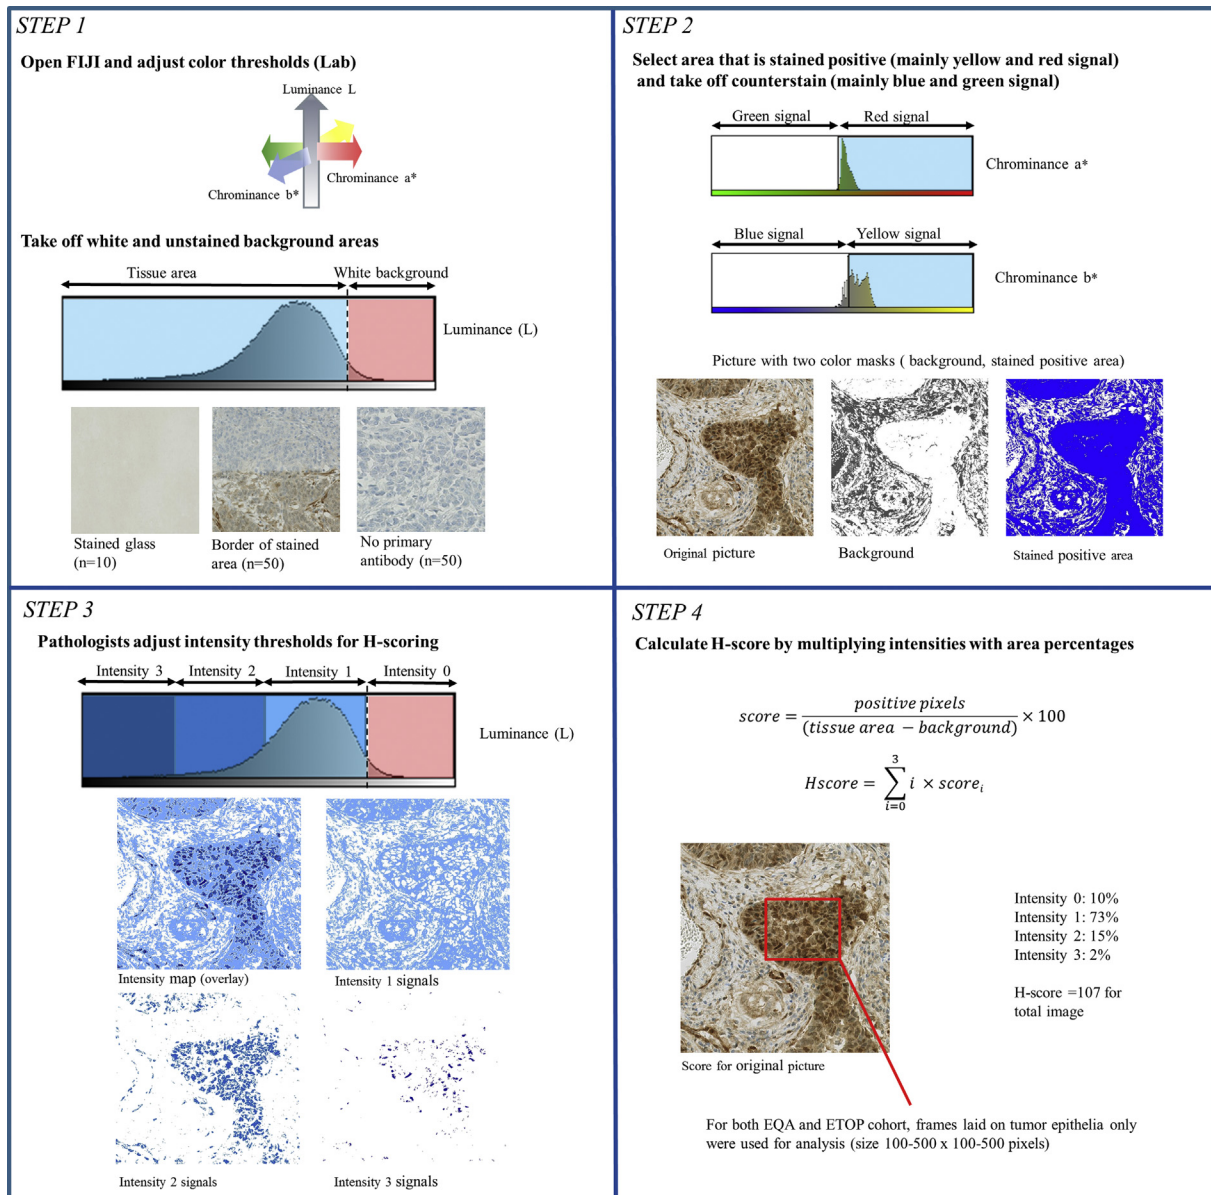 STEP 1
Open FIJI and adjust color thresholds (Lab)
Luminance L
Chrominance a*
Chrominance b*
Take off white and unstained background areas
Tissue area
White background
Luminance (L)
Stained glass
(n=10)
Border of stained
area (n=50)
No primary
antibody (n=50)
STEP 2
Select area that is stained positive (mainly yellow and red signal)
and take off counterstain (mainly blue and green signal)
Green signal
Red signal
Chrominance a*
Blue signal
Yellow signal
Chrominance b*
Picture with two color masks ( background, stained positive area)
Original picture
Background
Stained positive area
STEP 3
Pathologists adjust intensity thresholds for H-scoring
Intensity 3
Intensity 2
Intensity 1
Intensity 0
Luminance (L)
Intensity map (overlay)
Intensity 1 signals
Intensity 2 signals
Intensity 3 signals
STEP 4
Calculate H-score by multiplying intensities with area percentages
score = positive pixels / (tissue area − background) × 100
Hscore = ∑ i=0 3 i × score_i
Intensity 0: 10%
Intensity 1: 73%
Intensity 2: 15%
Intensity 3: 2%
H-score =107 for
total image
Score for original picture
For both EQA and ETOP cohort, frames laid on tumor epithelia only
were used for analysis (size 100-500 x 100-500 pixels)